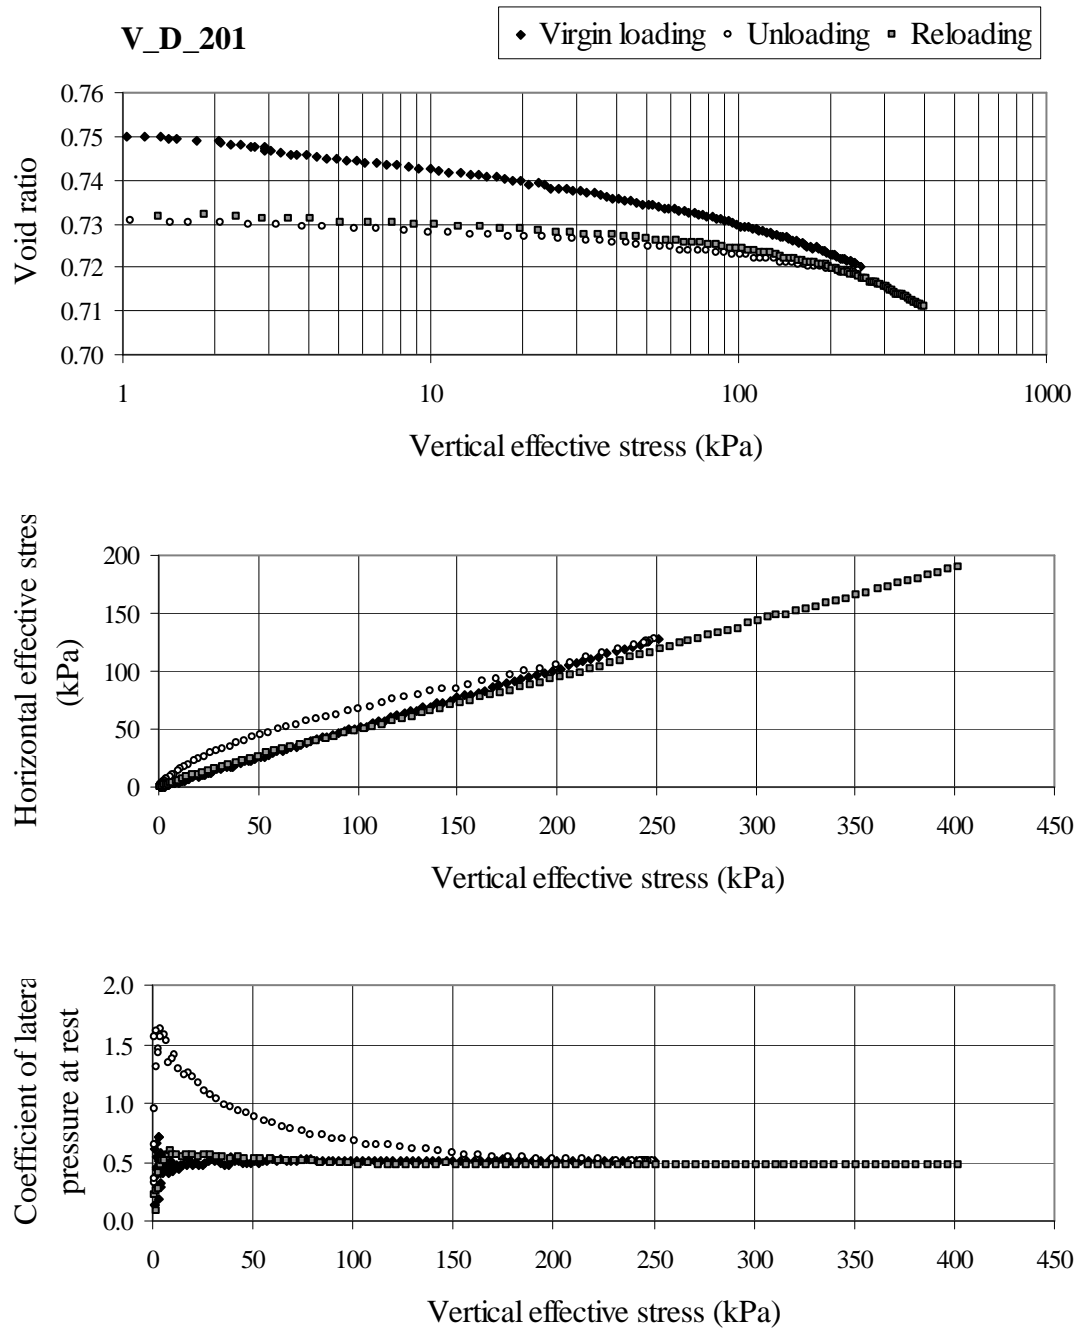 V_D_201
Virgin loading Unloading Reloading
Void ratio
0.76
0.75
0.74
0.73
0.72
0.71
0.70
1 10 100 1000
Vertical effective stress (kPa)
Horizontal effective stres
(kPa)
200
150
100
50
0
0 50 100 150 200 250 300 350 400 450
Vertical effective stress (kPa)
Coefficient of latera
pressure at rest
2.0
1.5
1.0
0.5
0.0
0 50 100 150 200 250 300 350 400 450
Vertical effective stress (kPa)